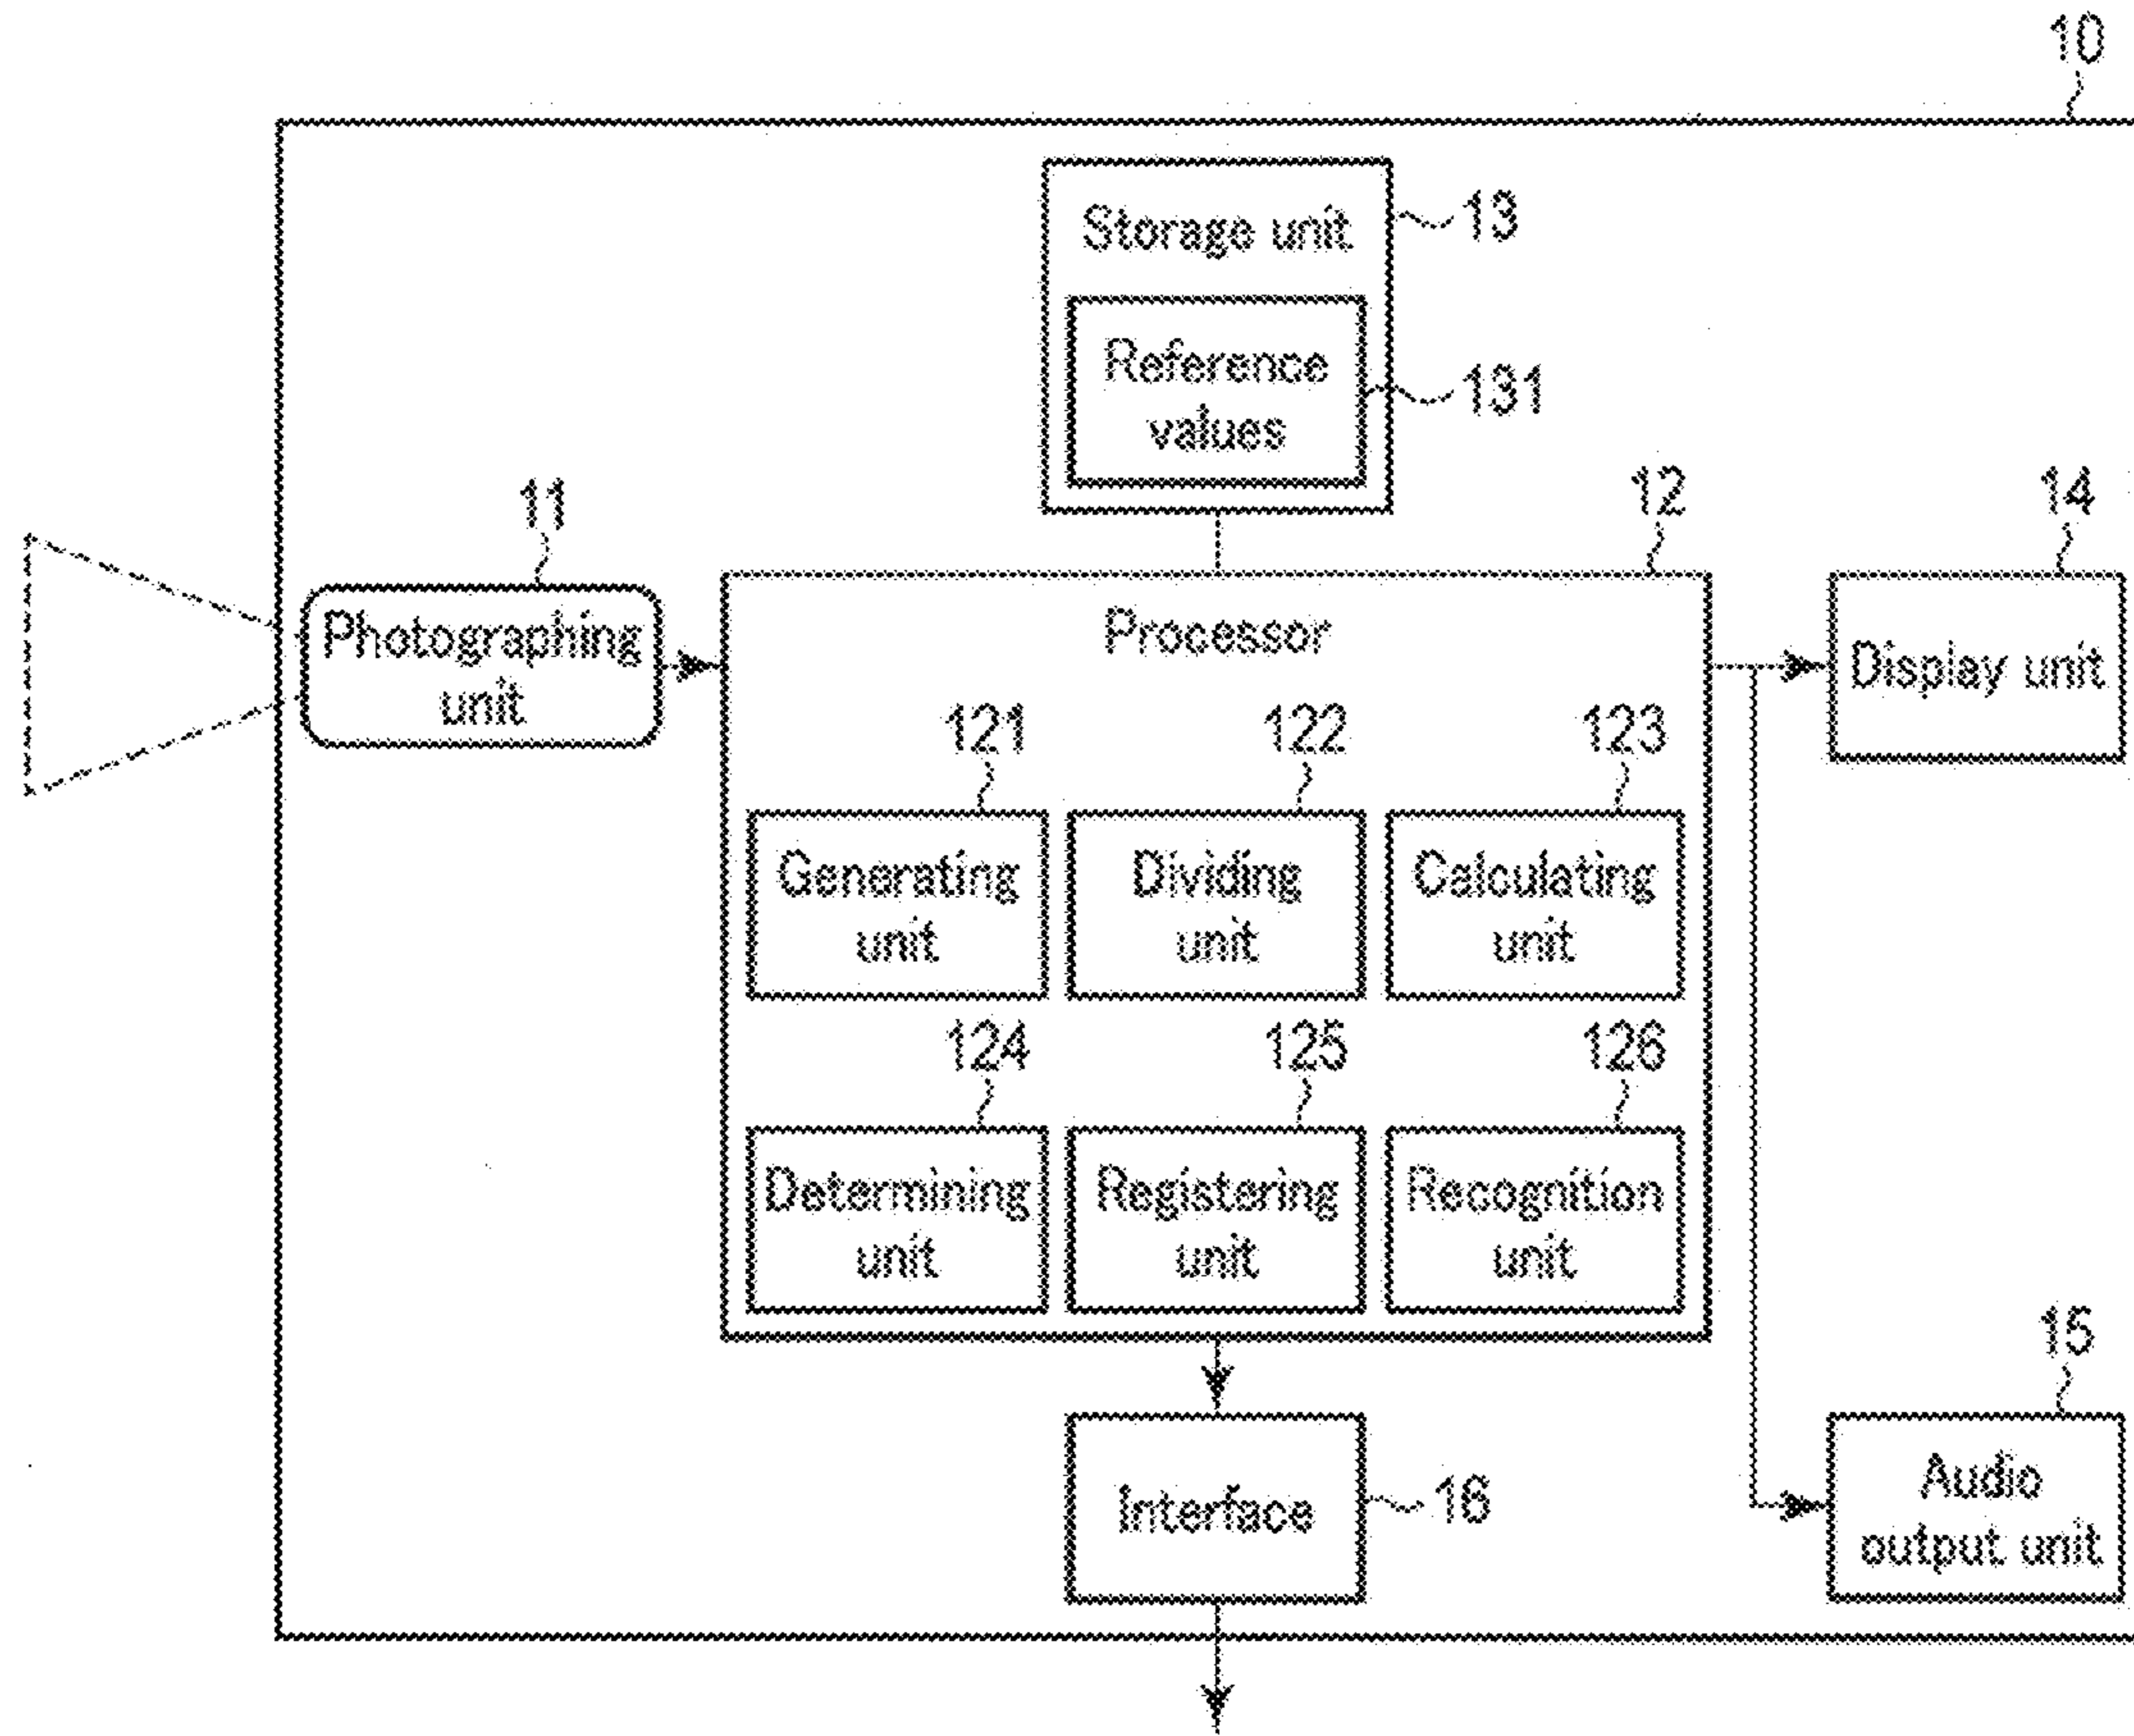 10
Storage unit
13
Reference
values
131
11
12
14
Photographing
unit
Processor
Display unit
121
122
123
Generating
unit
Dividing
unit
Calculating
unit
124
125
126
Determining
unit
Registering
unit
Recognition
unit
15
Interface
16
Audio
output unit